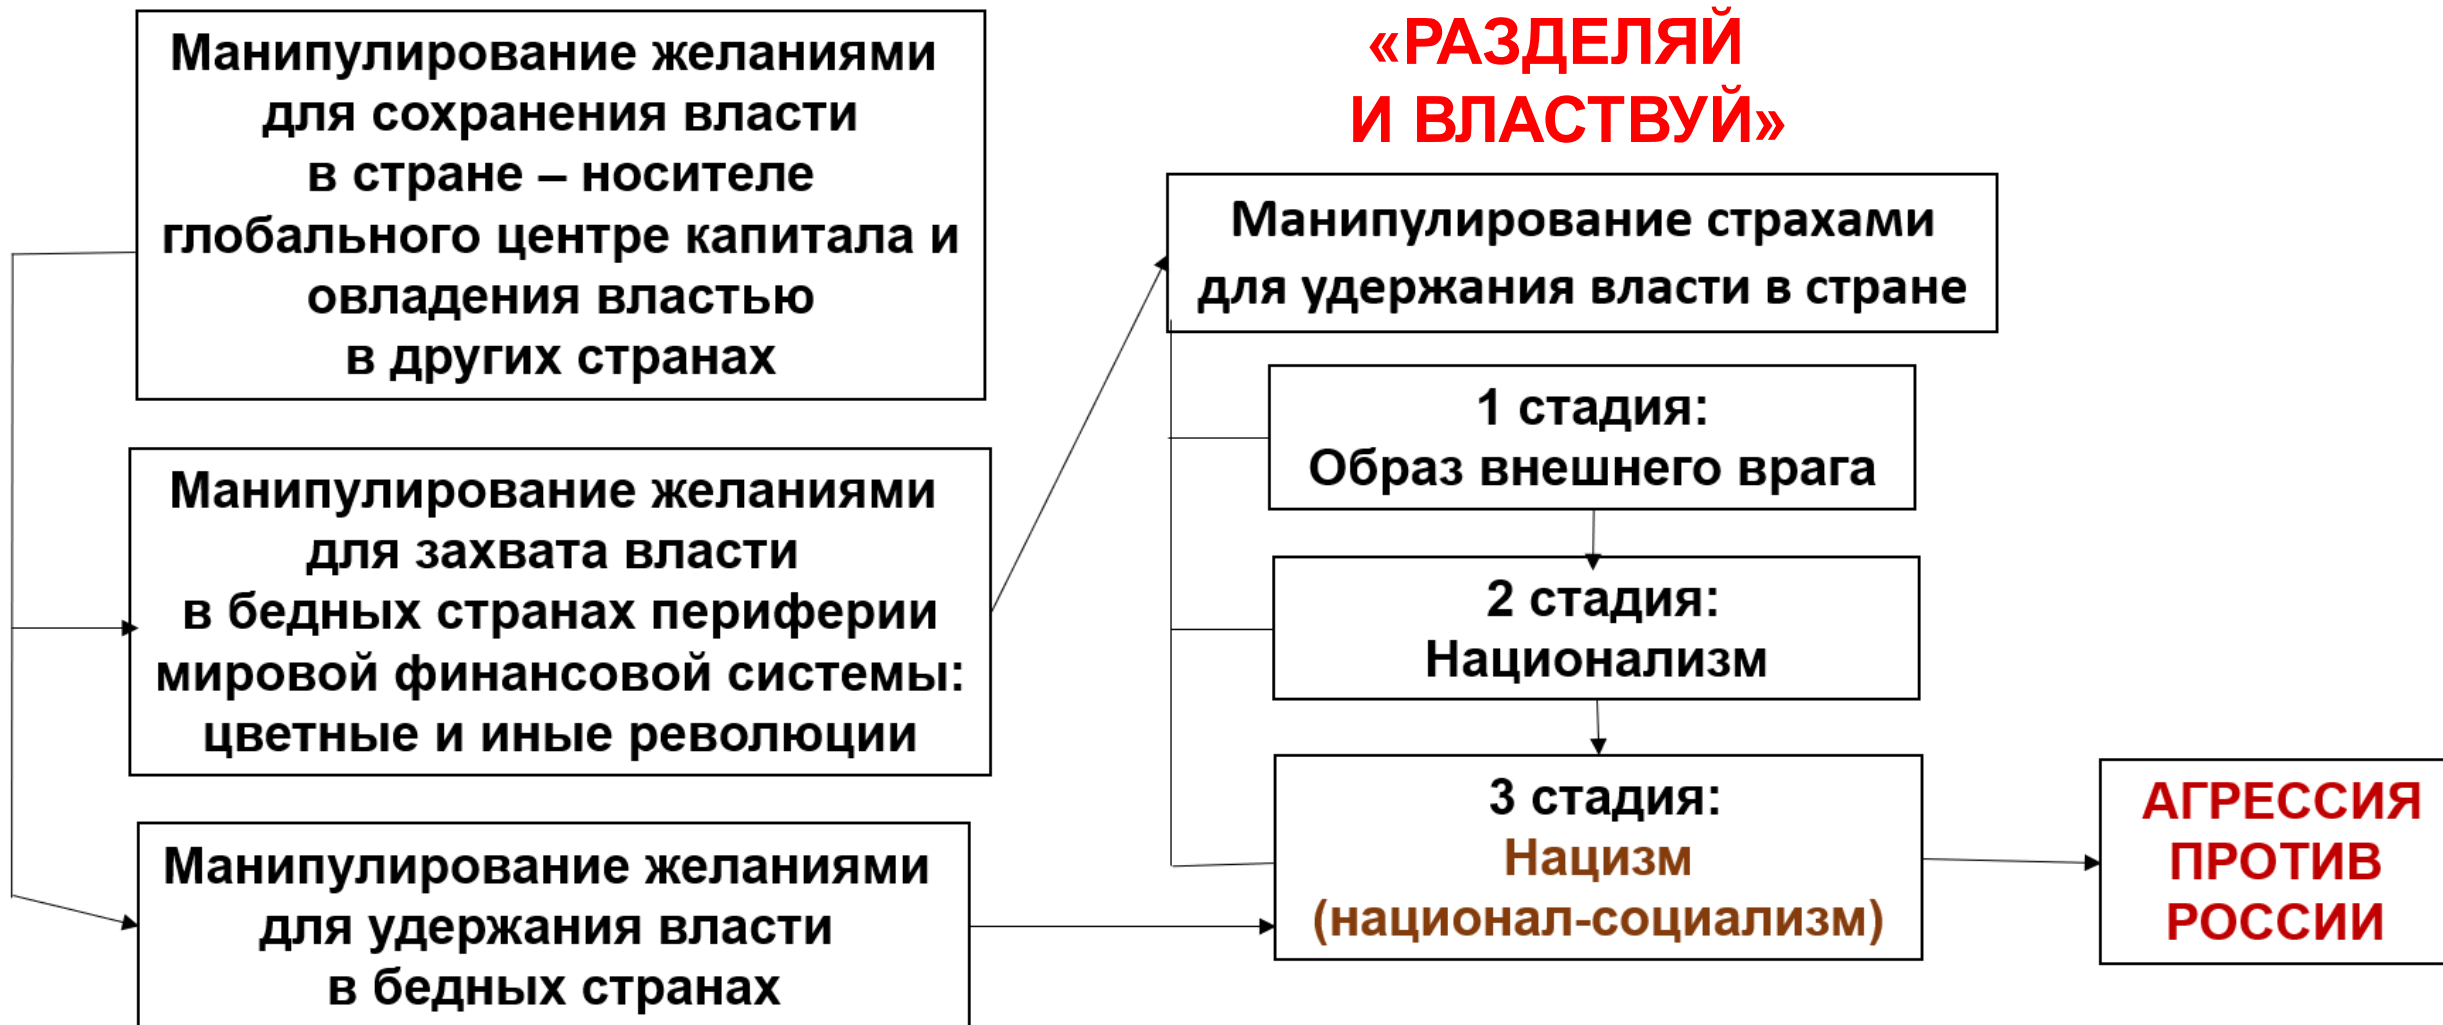 Манипулирование желаниями
для сохранения власти
в стране – носителе
глобального центре капитала и
овладения властью
в других странах
Манипулирование желаниями
для захвата власти
в бедных странах периферии
мировой финансовой системы:
цветные и иные революции
Манипулирование желаниями
для удержания власти
в бедных странах
«РАЗДЕЛЯЙ
И ВЛАСТВУЙ»
Манипулирование страхами
для удержания власти в стране
1 стадия:
Образ внешнего врага
2 стадия:
Национализм
3 стадия:
Нацизм
(национал-социализм)
АГРЕССИЯ
ПРОТИВ
РОССИИ